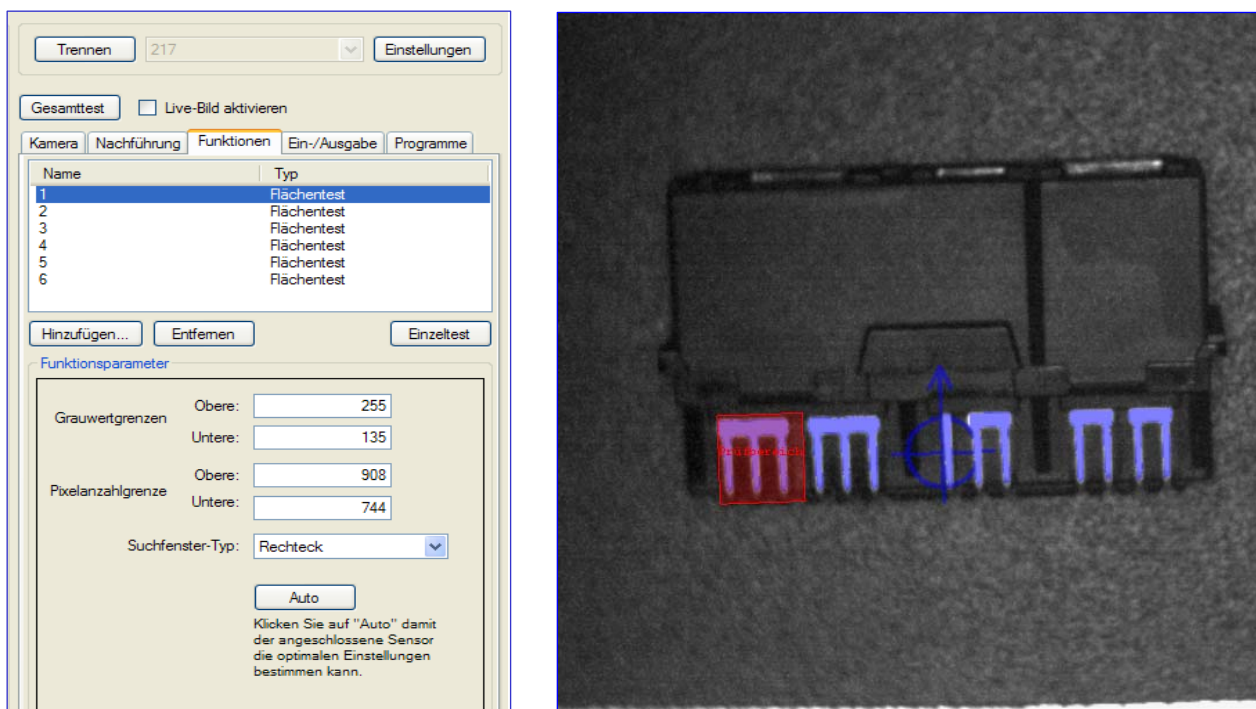 Trennen 217 Einstellungen
Gesamttest Live-Bild aktivieren
Kamera Nachführung Funktionen Ein-/Ausgabe Programme
Name Typ
1 Flächentest
2 Flächentest
3 Flächentest
4 Flächentest
5 Flächentest
6 Flächentest
Hinzufügen... Entfernen Einzeltest
Funktionsparameter
Grauwertgrenzen
Obere: 255
Untere: 135
Pixelanzahlgrenze
Obere: 908
Untere: 744
Suchfenster-Typ: Rechteck
Auto
Klicken Sie auf "Auto" damit
der angeschlossene Sensor
die optimalen Einstellungen
bestimmen kann.
Prüfbereich